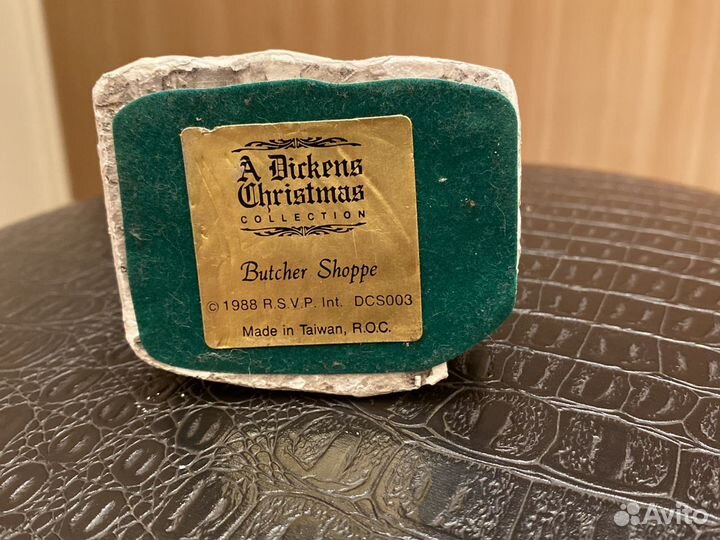 A Dickens
Christmas
COLLECTION
Butcher Shoppe
© 1988 R.S.V.P. Int. DCS003
Made in Taiwan, R.O.C.
Avito